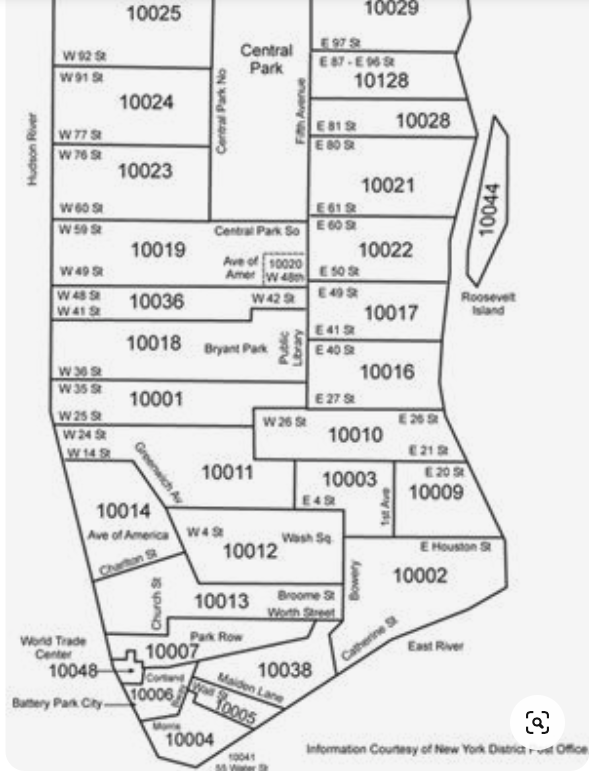 10025
10029
Central
Park
W 92 St
E 97 St
E 87 - E 96 St
10128
W 91 St
10024
Central Park No
Fifth Avenue
Hudson River
W 77 St
E 81 St
10028
W 76 St
10023
E 80 St
10021
10044
W 60 St
E 61 St
W 59 St
Central Park So
E 60 St
10019
10022
Ave of
Amer
10020
W 48th
W 49 St
E 50 St
Roosevelt
Island
W 48 St
10036
W 42 St
W 41 St
E 49 St
10017
E 41 St
10018
Bryant Park
Public
Library
E 40 St
10016
W 36 St
W 35 St
10001
E 27 St
W 25 St
W 26 St
E 26 St
10010
E 21 St
W 24 St
W 14 St
Greenwich Av
10011
10003
E 4 St
1st Ave
E 20 St
10009
10014
Ave of America
W 4 St
Wash Sq.
10012
Charlton St
E Houston St
10002
Bowery
Church St
10013
Broome St
Worth Street
Catherine St
East River
Park Row
10007
World Trade
Center
10048
10038
Cortland
10006
Maiden Lane
Wall St
10005
Battery Park City
Morris
10004
10041
55 Water St
Information Courtesy of New York District Post Office